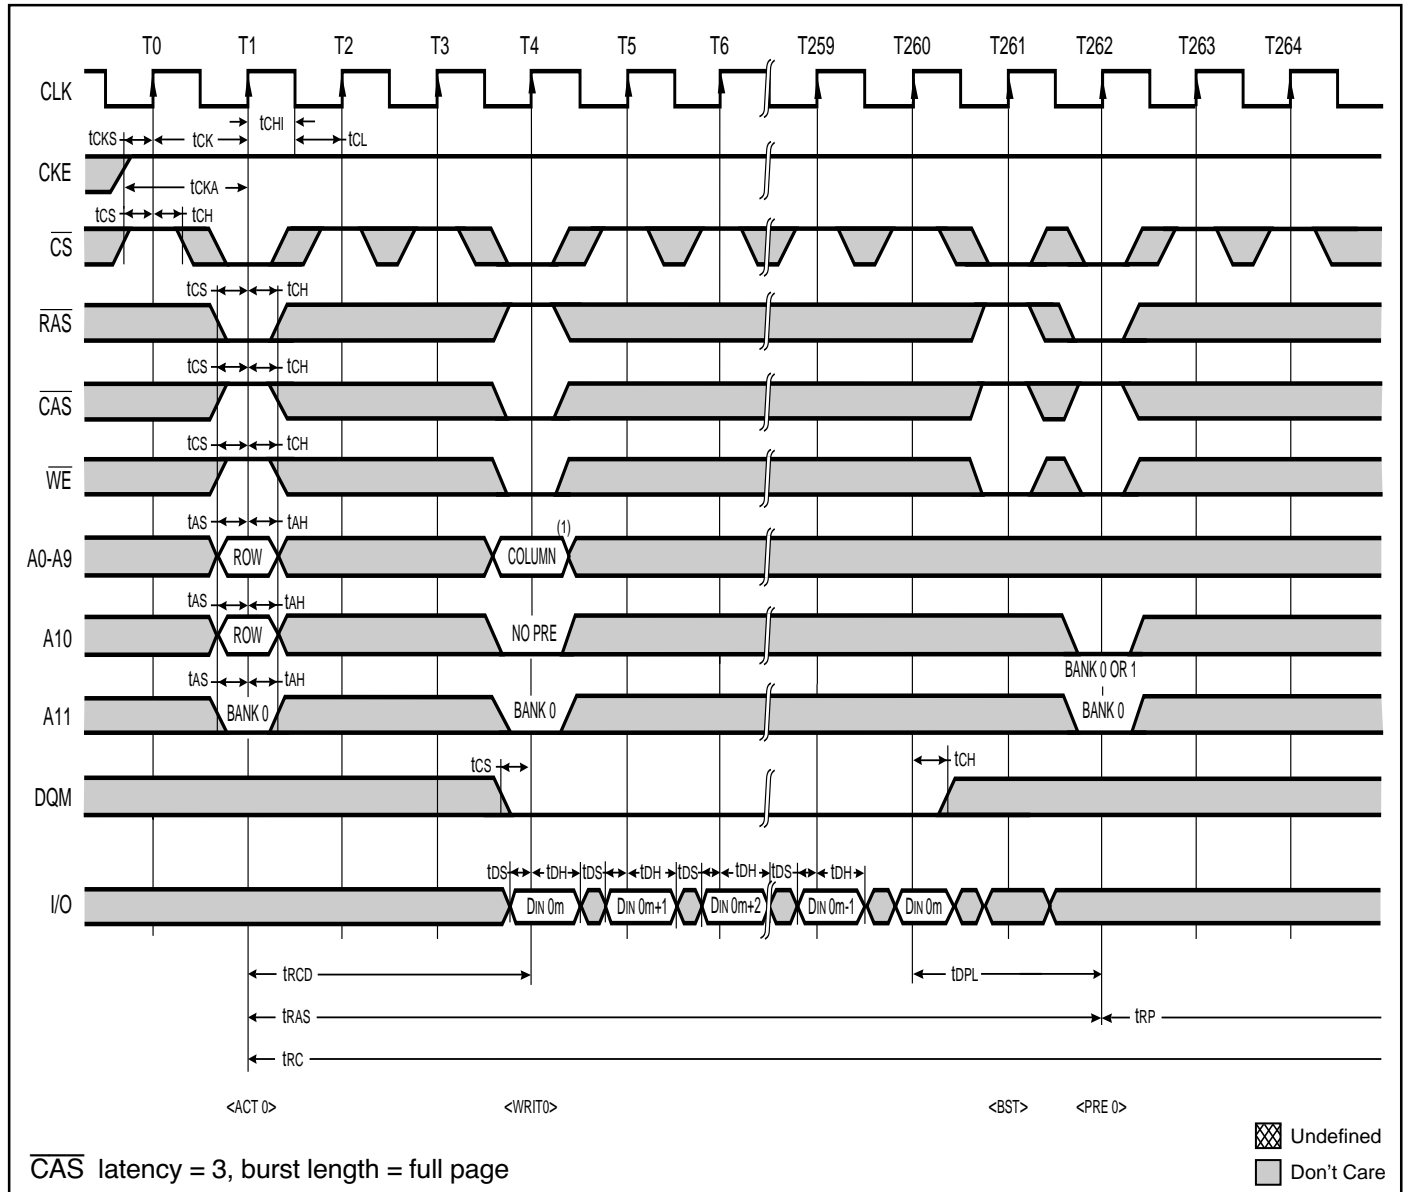 T0 T1 T2 T3 T4 T5 T6 T259 T260 T261 T262 T263 T264
CLK
tCHI
tCKS tCK tCL
CKE
tCKA
tCS tCH
CS
tCS tCH
RAS
tCS tCH
CAS
tCS tCH
WE
tAS tAH (1)
A0-A9 ROW COLUMN
tAS tAH
A10 ROW NO PRE
BANK 0 OR 1
tAS tAH
A11 BANK 0 BANK 0 BANK 0
tCS tCH
DQM
tDS tDH tDS tDH tDS tDH tDS tDH
I/O DIN 0m DIN 0m+1 DIN 0m+2 DIN 0m-1 DIN 0m
tRCD tDPL
tRAS tRP
tRC
<ACT 0> <WRIT0> <BST> <PRE 0>
Undefined
CAS latency = 3, burst length = full page
Don't Care